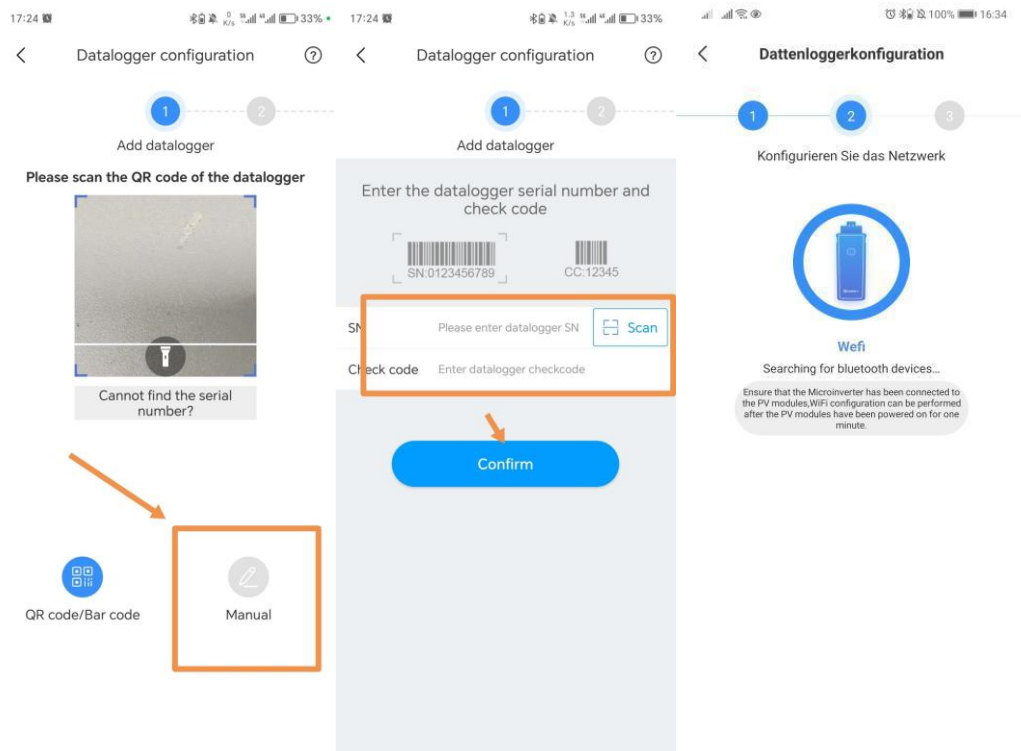 17:24
0 K/s
33%
Datalogger configuration
?
1
2
Add datalogger
Please scan the QR code of the datalogger
Cannot find the serial
number?
QR code/Bar code
Manual
17:24
1.3 K/s
33%
Datalogger configuration
?
1
2
Add datalogger
Enter the datalogger serial number and
check code
SN:0123456789
CC:12345
SN
Please enter datalogger SN
Scan
Check code
Enter datalogger checkcode
Confirm
100%
16:34
Dattenloggerkonfiguration
1
2
3
Konfigurieren Sie das Netzwerk
Wefi
Searching for bluetooth devices...
Ensure that the Microinverter has been connected to
the PV modules,WiFi configuration can be performed
after the PV modules have been powered on for one
minute.